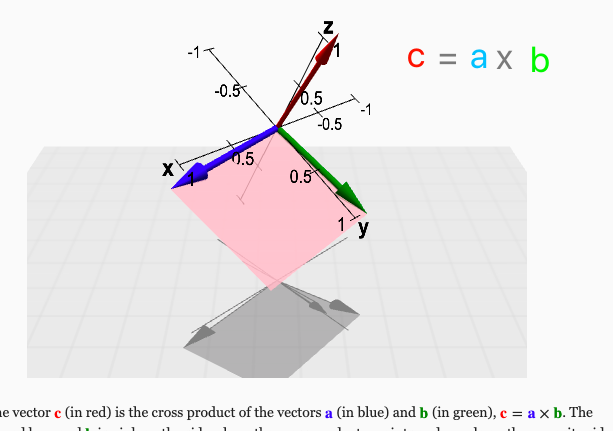 z
-1
1
c = a x b
-0.5
0.5
-1
-0.5
x
0.5
1
0.5
1
y
vector c (in red) is the cross product of the vectors a (in blue) and b (in green), c = a × b. The